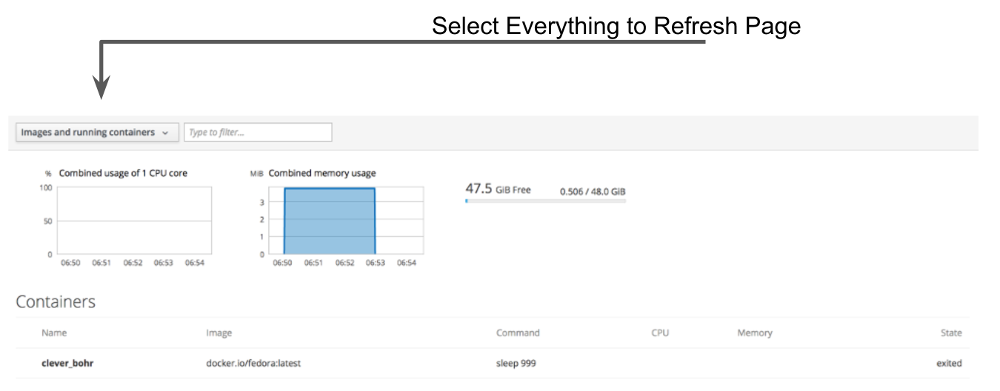 Select Everything to Refresh Page
Images and running containers Type to filter...
% Combined usage of 1 CPU core
100
50
0
06:50 06:51 06:52 06:53 06:54
MiB Combined memory usage
3
2
1
0
06:50 06:51 06:52 06:53 06:54
47.5 GiB Free 0.506 / 48.0 GiB
Containers
Name Image Command CPU Memory State
clever_bohr docker.io/fedora:latest sleep 999 exited